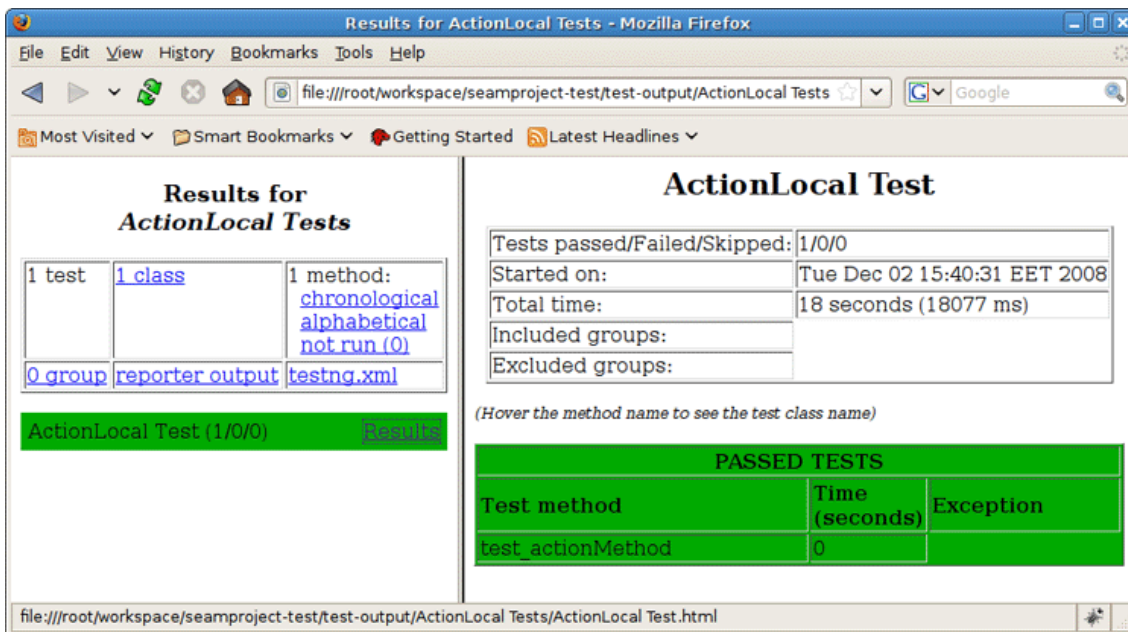 Results for ActionLocal Tests - Mozilla Firefox
File Edit View History Bookmarks Tools Help
file:///root/workspace/seamproject-test/test-output/ActionLocal Tests
G Google
Most Visited Smart Bookmarks Getting Started Latest Headlines
Results for
ActionLocal Tests
1 test 1 class 1 method:
chronological
alphabetical
not run (0)
0 group reporter output testng.xml
ActionLocal Test (1/0/0) Results
ActionLocal Test
Tests passed/Failed/Skipped: 1/0/0
Started on: Tue Dec 02 15:40:31 EET 2008
Total time: 18 seconds (18077 ms)
Included groups:
Excluded groups:
(Hover the method name to see the test class name)
PASSED TESTS
Test method Time (seconds) Exception
test_actionMethod 0
file:///root/workspace/seamproject-test/test-output/ActionLocal Tests/ActionLocal Test.html